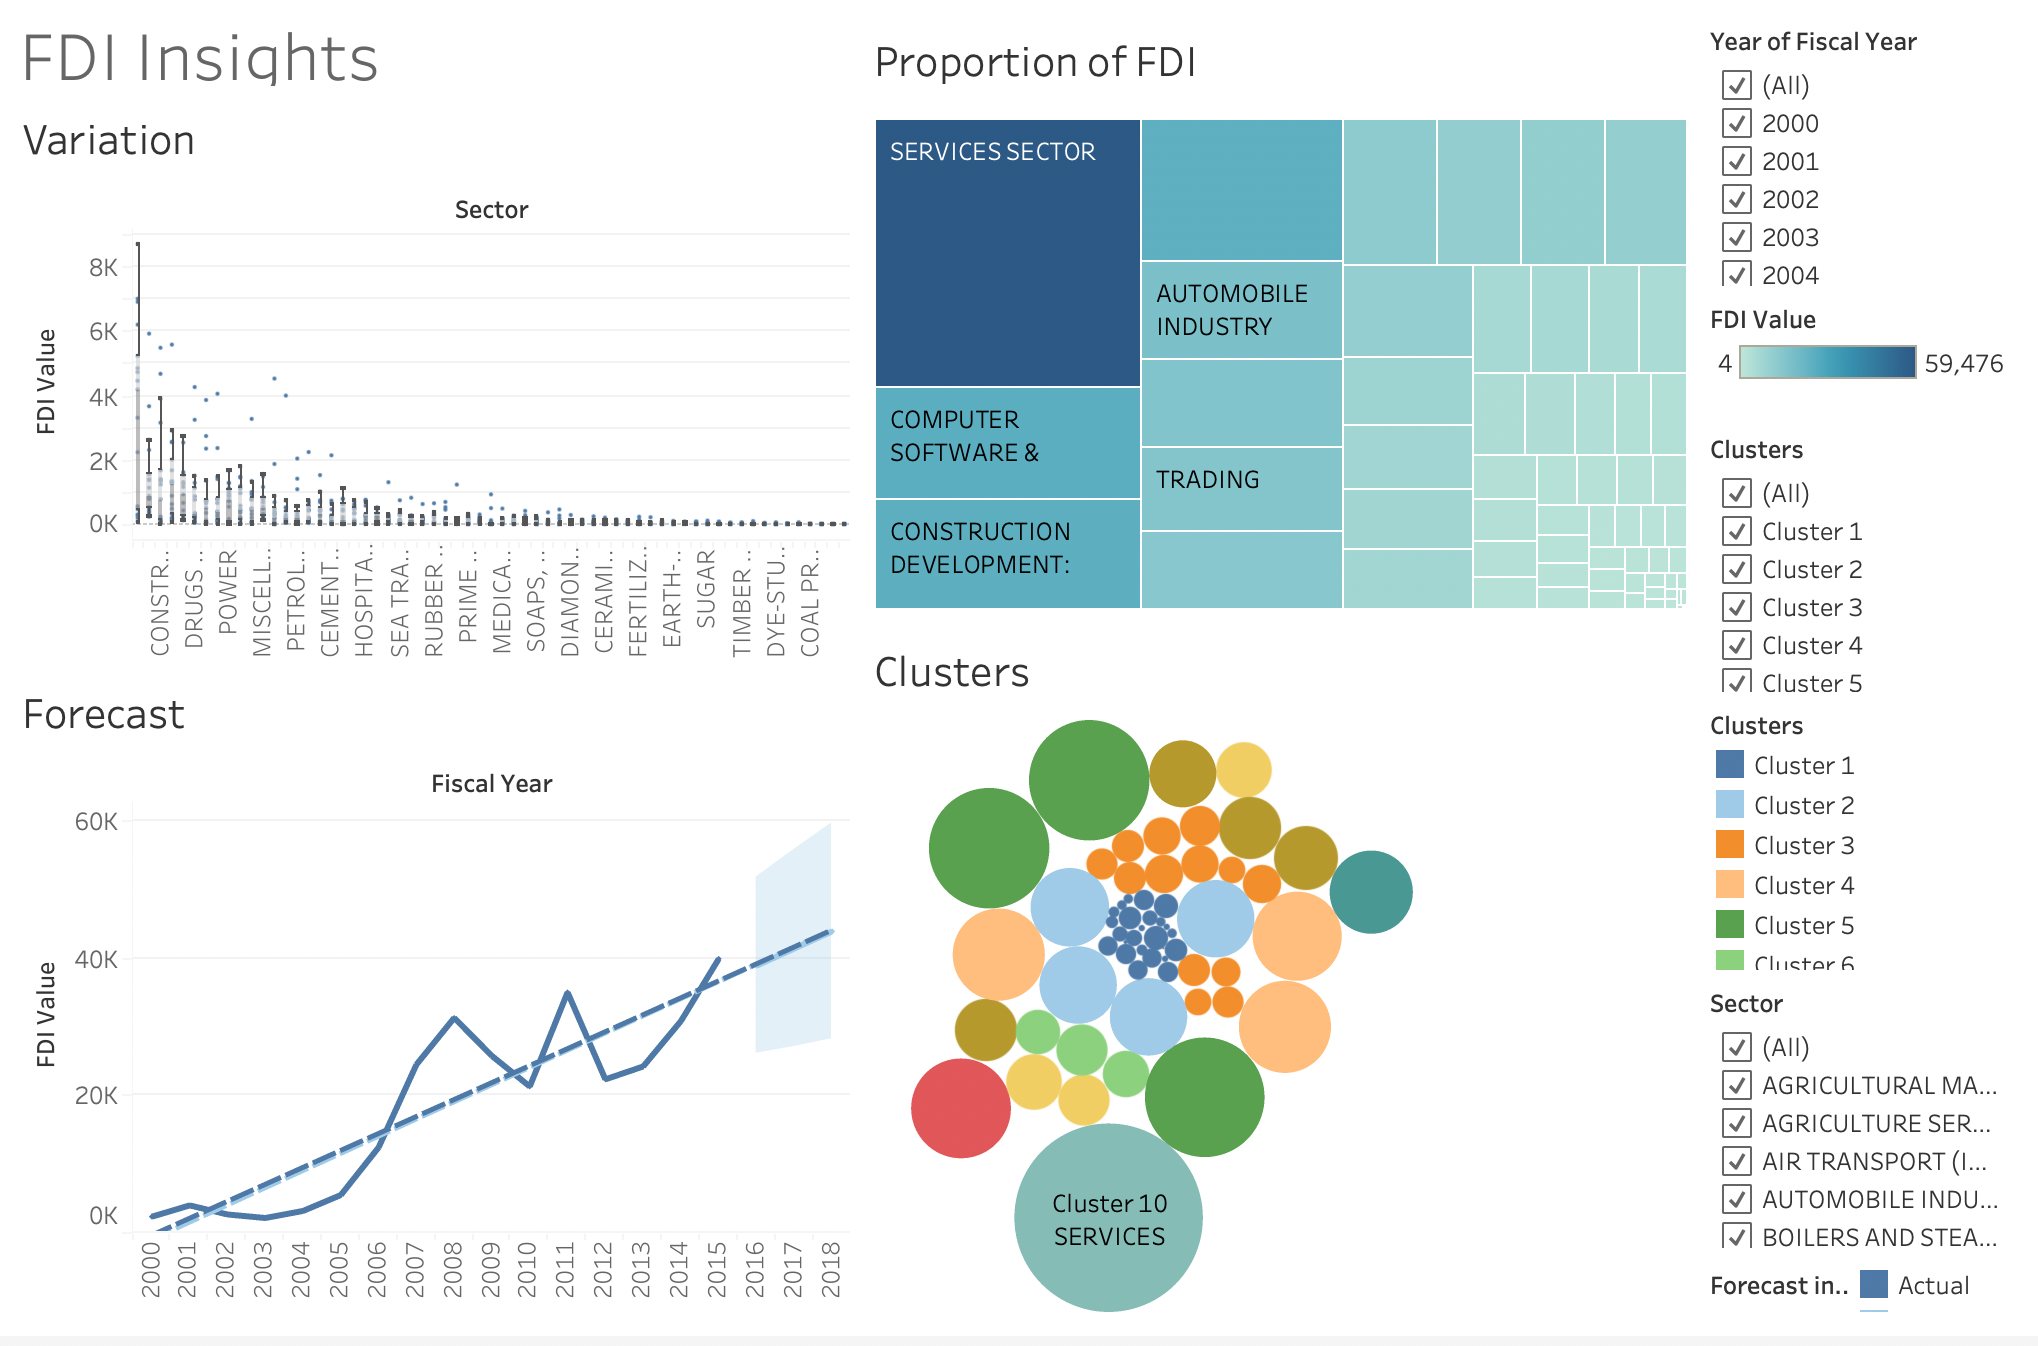 FDI Insights
Variation
Sector
FDI Value
8K
6K
4K
2K
0K
CONSTR..
DRUGS ..
POWER
MISCELL..
PETROL..
CEMENT..
HOSPITA..
SEA TRA..
RUBBER ..
PRIME ..
MEDICA..
SOAPS, ..
DIAMON..
CERAMI..
FERTILIZ..
EARTH-..
SUGAR
TIMBER ..
DYE-STU..
COAL PR..
Forecast
Fiscal Year
FDI Value
60K
40K
20K
0K
2000
2001
2002
2003
2004
2005
2006
2007
2008
2009
2010
2011
2012
2013
2014
2015
2016
2017
2018
Proportion of FDI
SERVICES SECTOR
COMPUTER
SOFTWARE &
CONSTRUCTION
DEVELOPMENT:
AUTOMOBILE
INDUSTRY
TRADING
Clusters
Cluster 10
SERVICES
Year of Fiscal Year
(All)
2000
2001
2002
2003
2004
FDI Value
4
59,476
Clusters
(All)
Cluster 1
Cluster 2
Cluster 3
Cluster 4
Cluster 5
Clusters
Cluster 1
Cluster 2
Cluster 3
Cluster 4
Cluster 5
Cluster 6
Sector
(All)
AGRICULTURAL MA...
AGRICULTURE SER...
AIR TRANSPORT (I...
AUTOMOBILE INDU...
BOILERS AND STEA...
Forecast in..
Actual